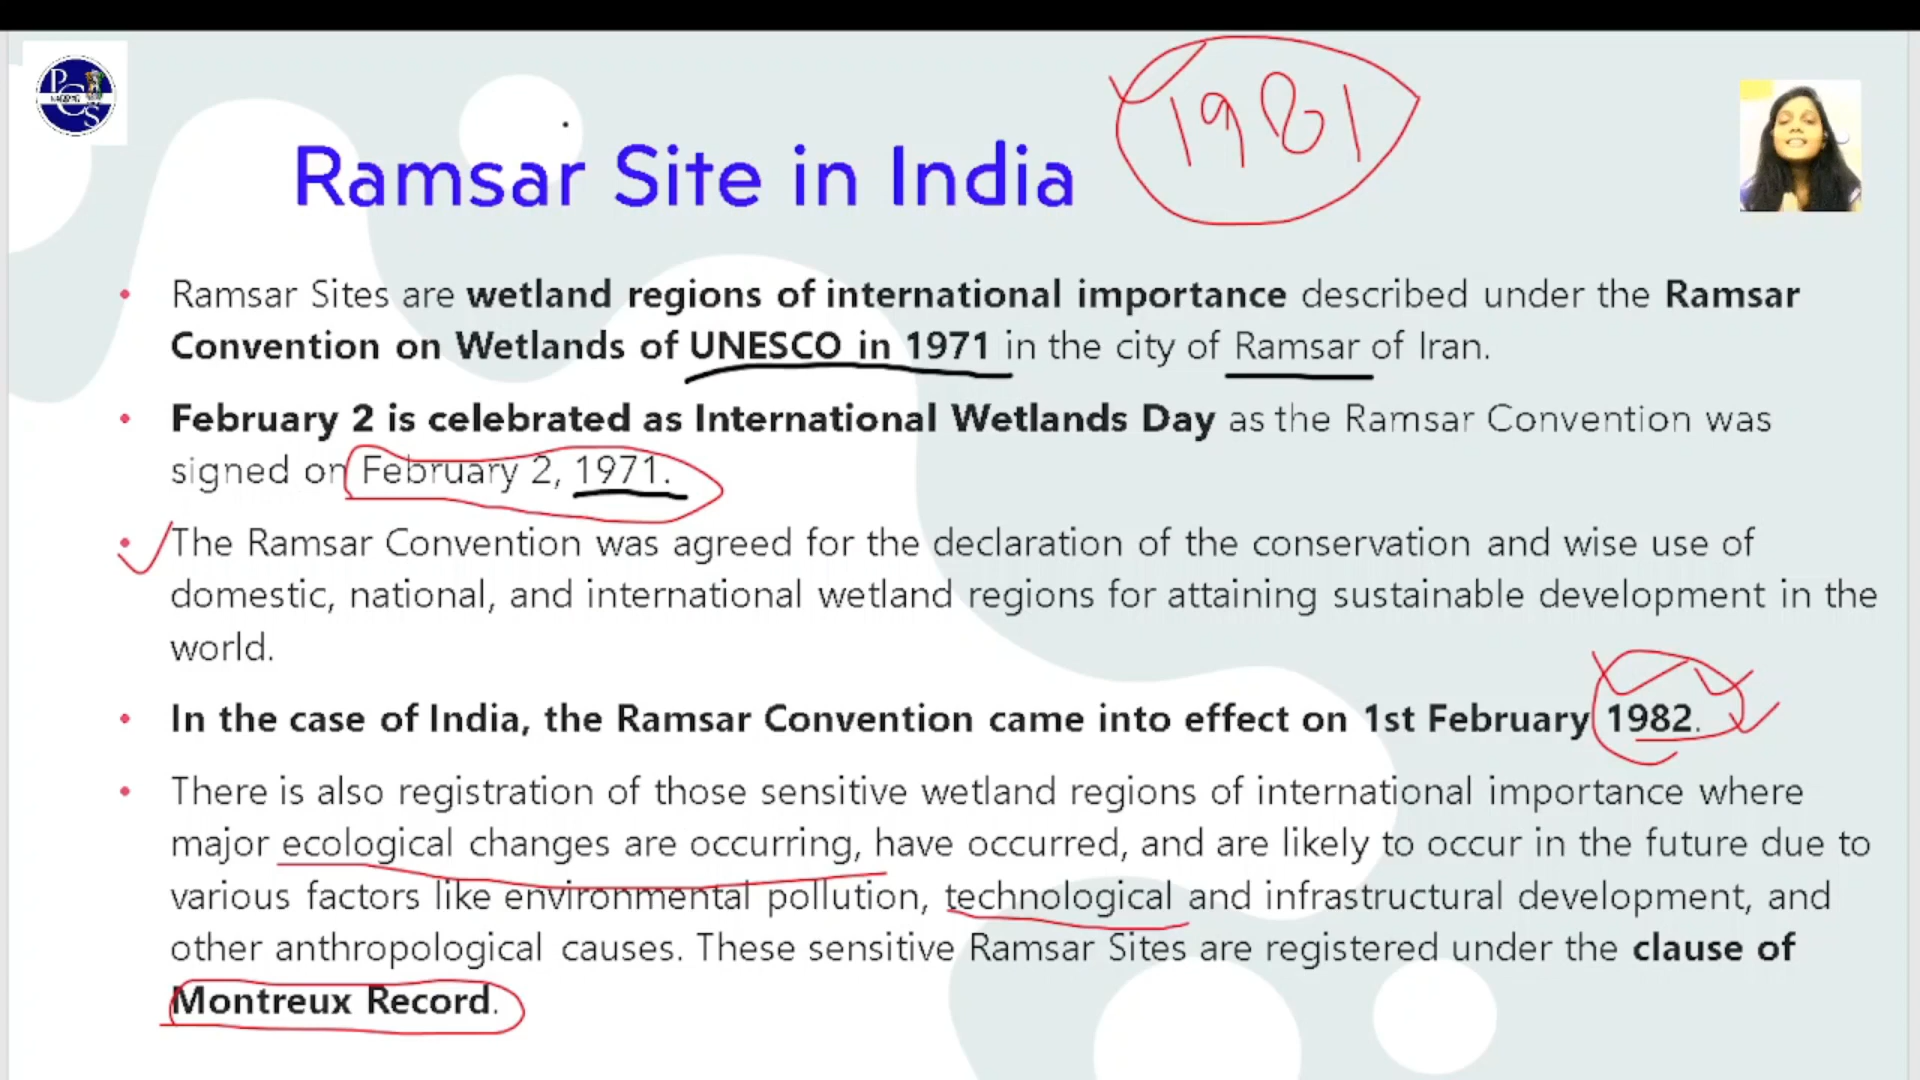 PCS
1981
Ramsar Site in India
• Ramsar Sites are wetland regions of international importance described under the Ramsar
Convention on Wetlands of UNESCO in 1971 in the city of Ramsar of Iran.
• February 2 is celebrated as International Wetlands Day as the Ramsar Convention was
signed on February 2, 1971.
• The Ramsar Convention was agreed for the declaration of the conservation and wise use of
domestic, national, and international wetland regions for attaining sustainable development in the
world.
• In the case of India, the Ramsar Convention came into effect on 1st February 1982.
• There is also registration of those sensitive wetland regions of international importance where
major ecological changes are occurring, have occurred, and are likely to occur in the future due to
various factors like environmental pollution, technological and infrastructural development, and
other anthropological causes. These sensitive Ramsar Sites are registered under the clause of
Montreux Record.